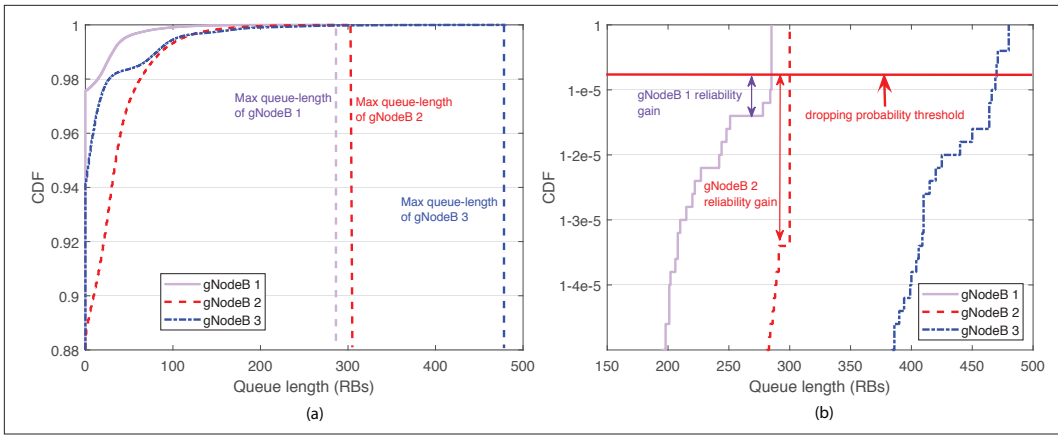 1
0.98
0.96
0.94
0.92
0.9
0.88
CDF
0
100
200
300
400
500
Queue length (RBs)
Max queue-length
of gNodeB 1
Max queue-length
of gNodeB 2
Max queue-length
of gNodeB 3
gNodeB 1
gNodeB 2
gNodeB 3
(a)
1
1-e-5
1-2e-5
1-3e-5
1-4e-5
CDF
150
200
250
300
350
400
450
500
Queue length (RBs)
gNodeB 1 reliability
gain
dropping probability threshold
gNodeB 2
reliability gain
gNodeB 1
gNodeB 2
gNodeB 3
(b)